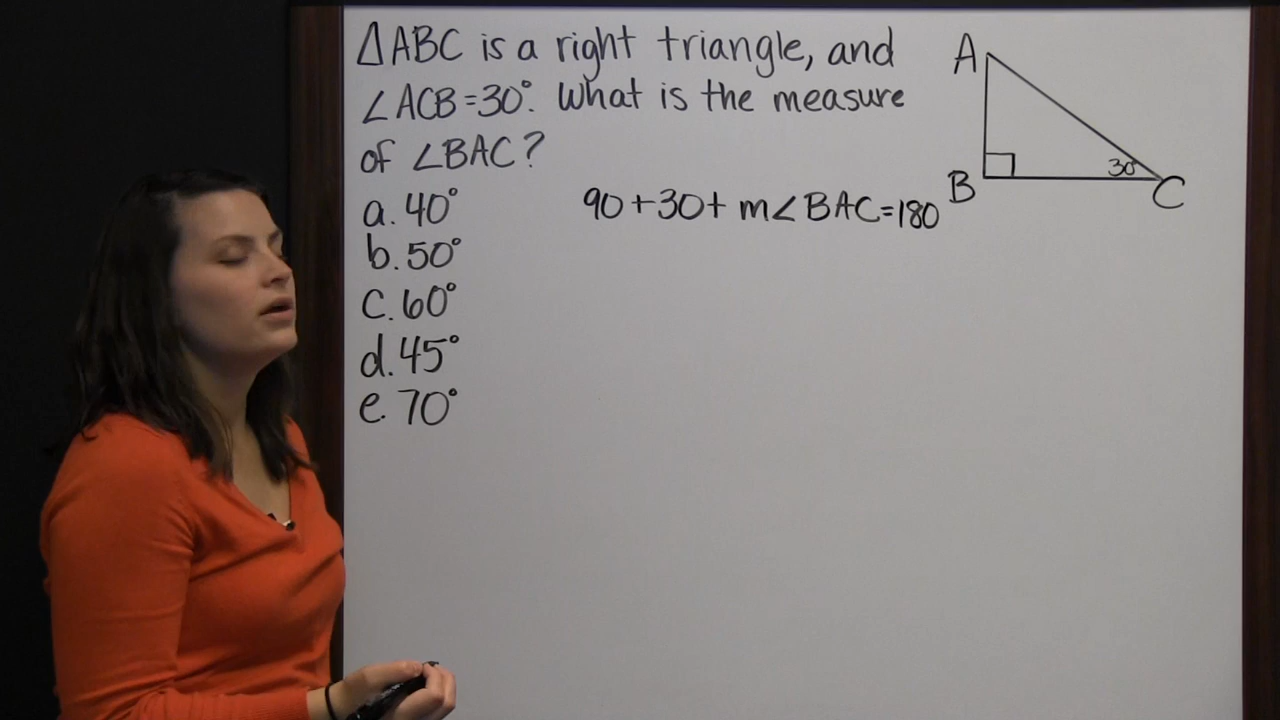 △ABC is a right triangle, and
∠ACB=30°. What is the measure
of ∠BAC?
a. 40°
b. 50°
c. 60°
d. 45°
e. 70°
90+30+ m∠BAC=180
A
B
30°
C